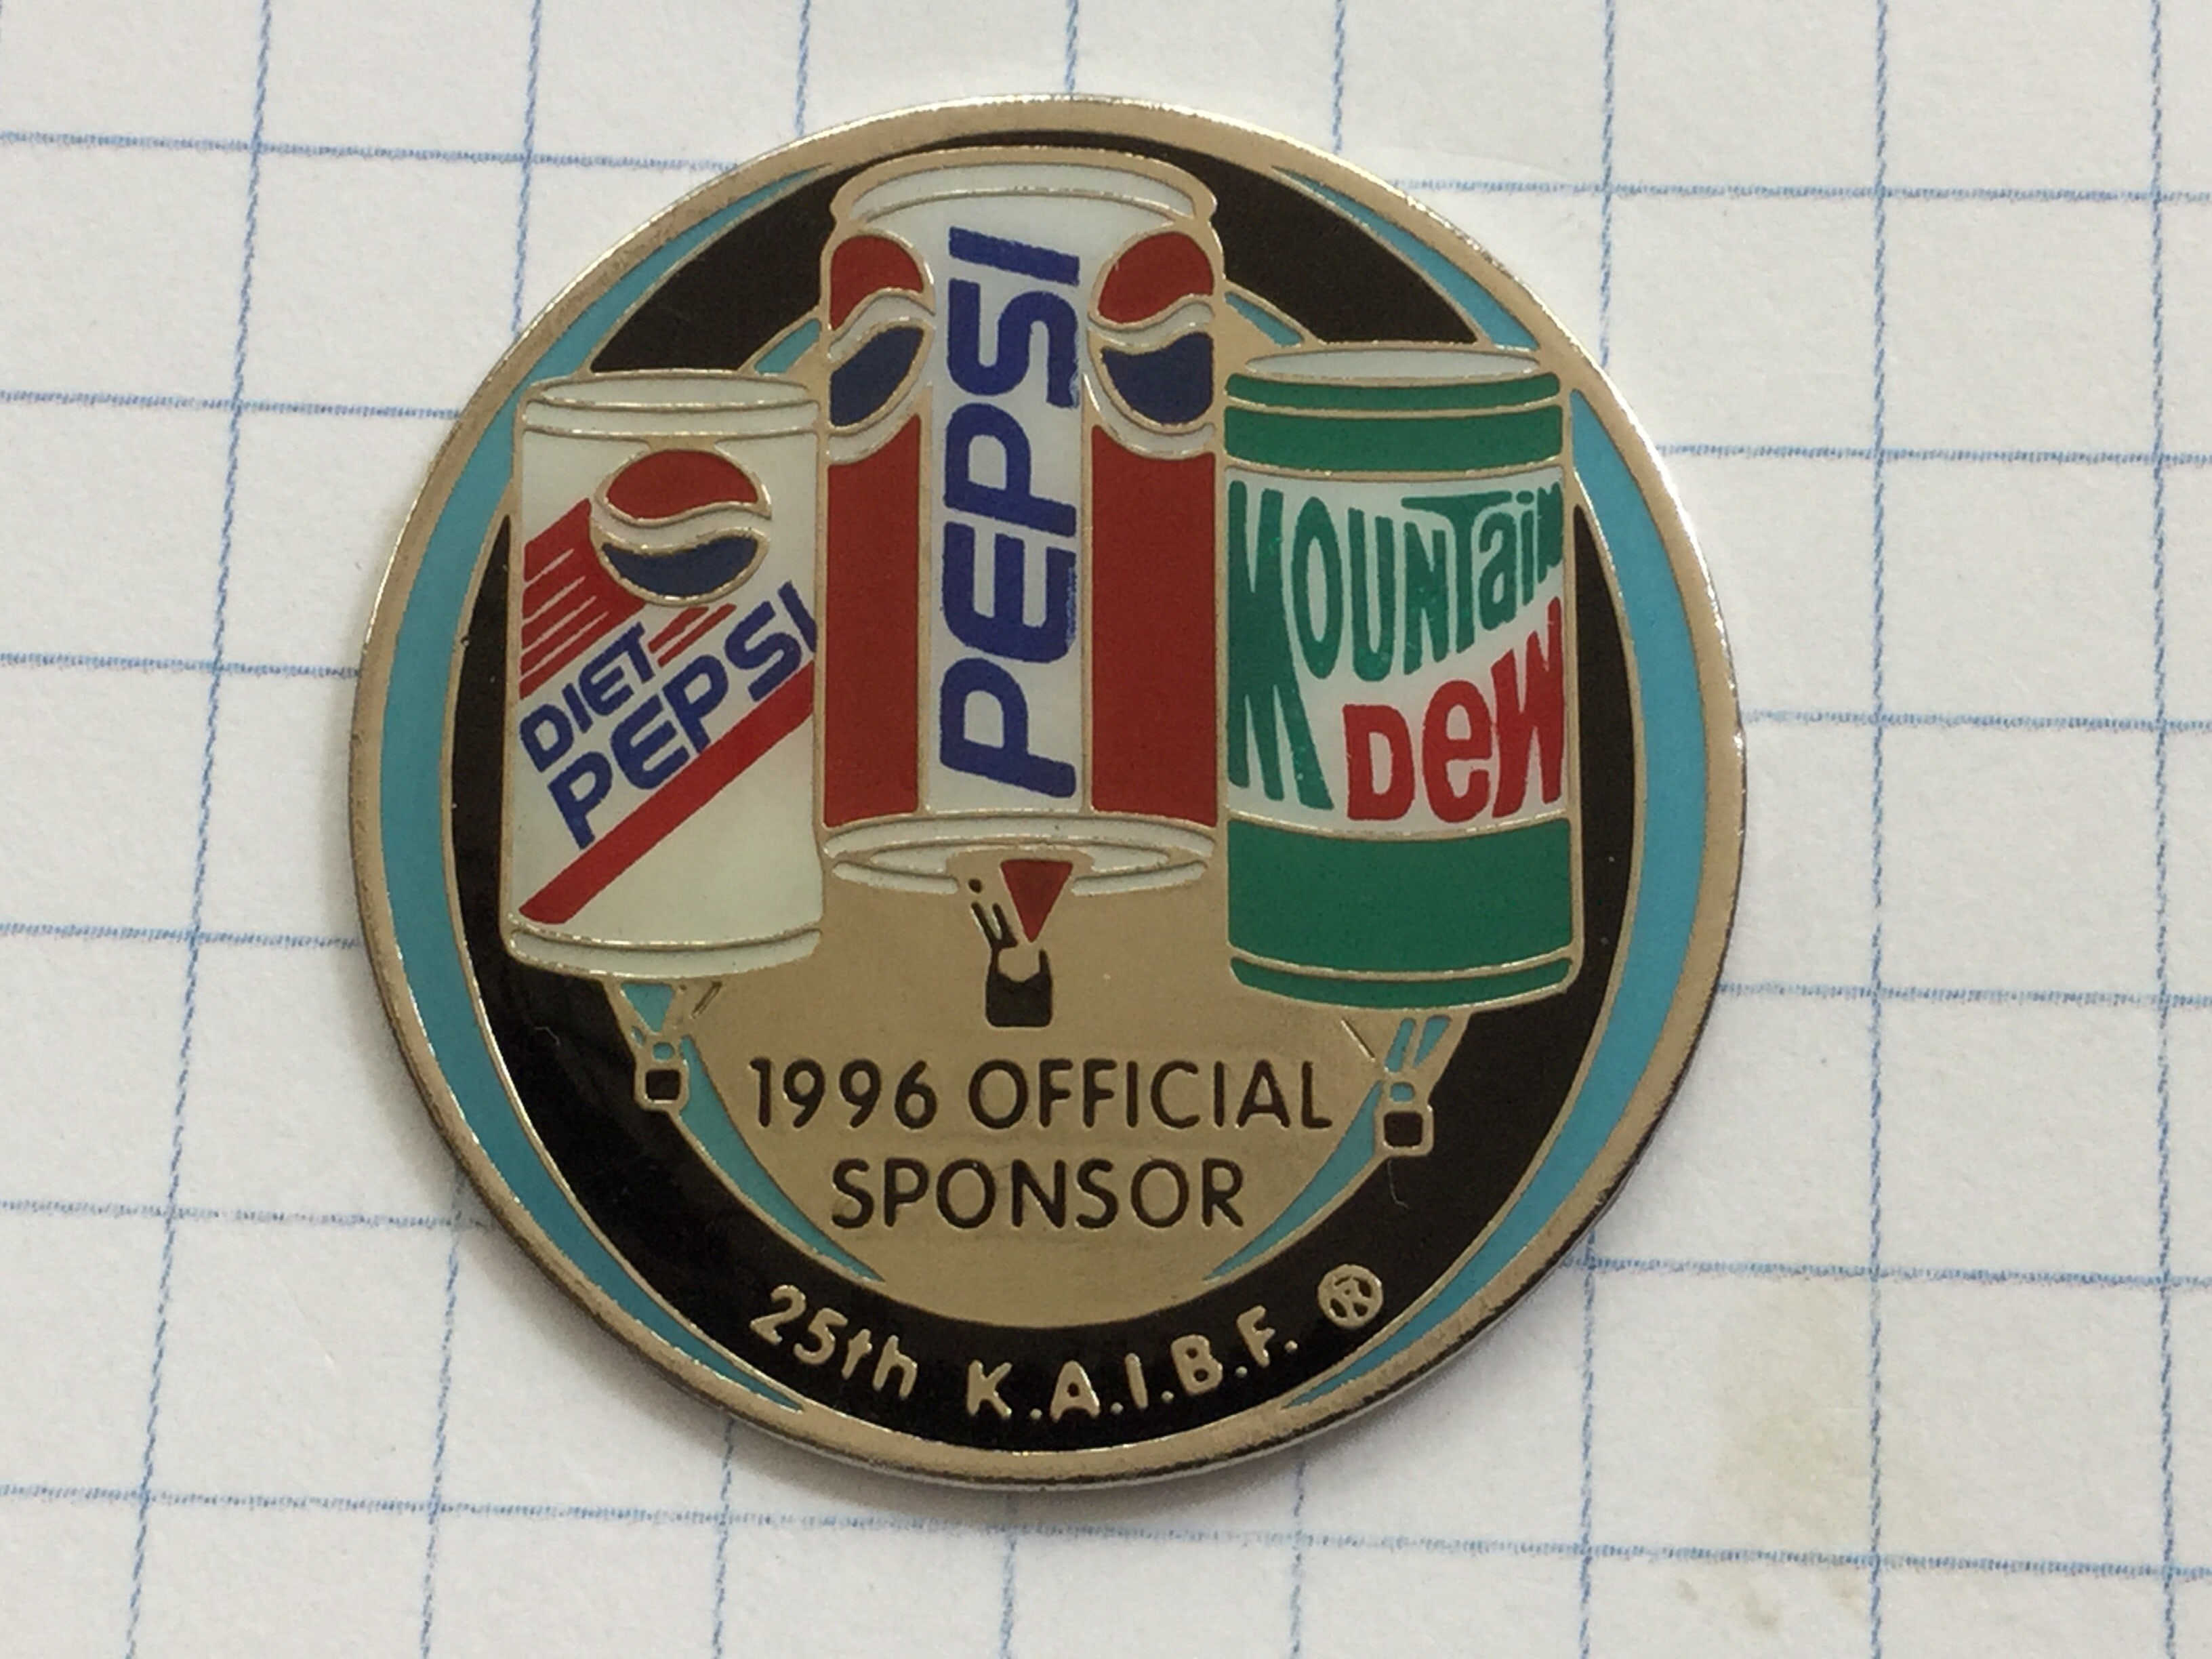 PEPSI
DIET
PEPSI
MOUNTaiN
DeW
1996 OFFICIAL
SPONSOR
25th K.A.I.B.F. ®